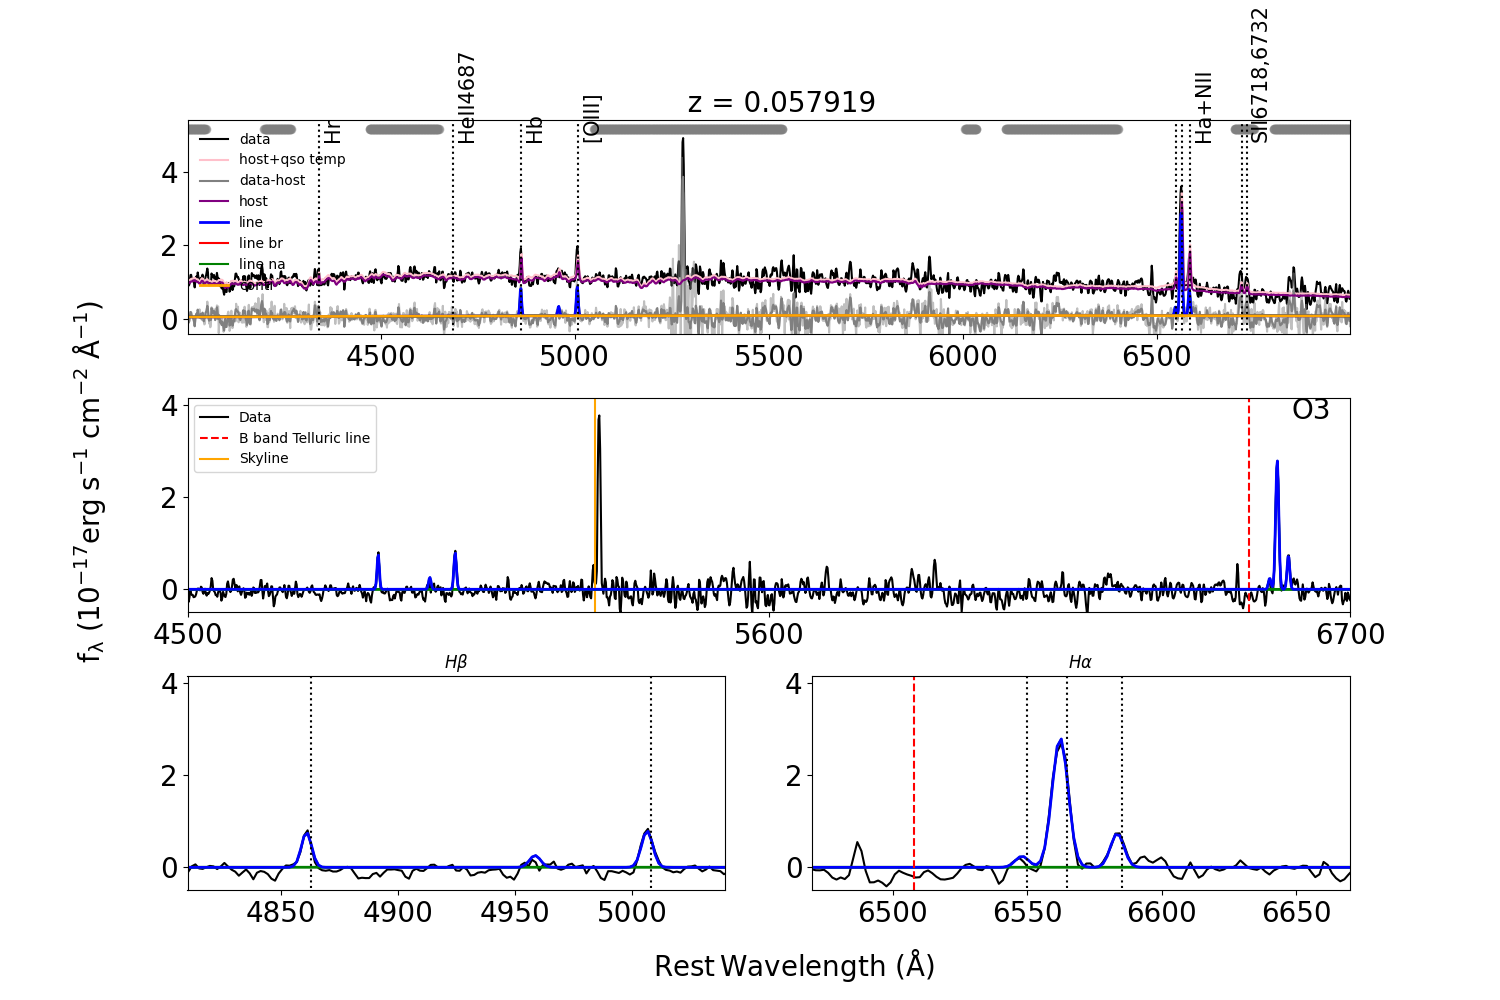 z = 0.057919
Hr
HeII4687
Hb
[OIII]
Ha+NII
SII6718,6732
data
host+qso temp
data-host
host
line
line br
line na
conti
4
2
0
4500 5000 5500 6000 6500
O3
Data
B band Telluric line
Skyline
4
2
0
4500 5600 6700
f_λ (10⁻¹⁷erg s⁻¹ cm⁻² Å⁻¹)
Hβ
4
2
0
4850 4900 4950 5000
Hα
4
2
0
6500 6550 6600 6650
Rest Wavelength (Å)